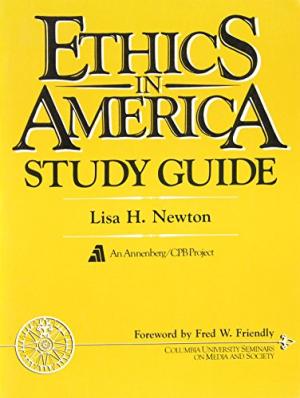 ETHICS
IN
AMERICA
STUDY GUIDE
Lisa H. Newton
An Annenberg/CPB Project
Foreword by Fred W. Friendly
COLUMBIA UNIVERSITY SEMINARS
ON MEDIA AND SOCIETY